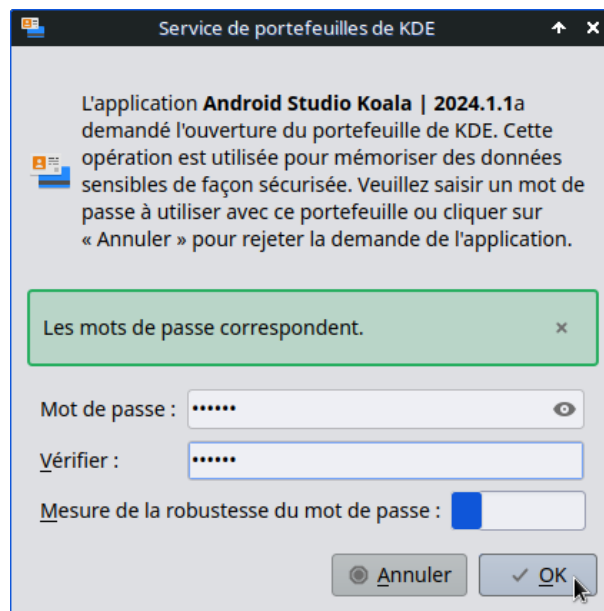 Service de portefeuilles de KDE
L'application Android Studio Koala | 2024.1.1a
demandé l'ouverture du portefeuille de KDE. Cette
opération est utilisée pour mémoriser des données
sensibles de façon sécurisée. Veuillez saisir un mot de
passe à utiliser avec ce portefeuille ou cliquer sur
« Annuler » pour rejeter la demande de l'application.
Les mots de passe correspondent.
Mot de passe : ••••••
Vérifier : ••••••
Mesure de la robustesse du mot de passe :
Annuler OK